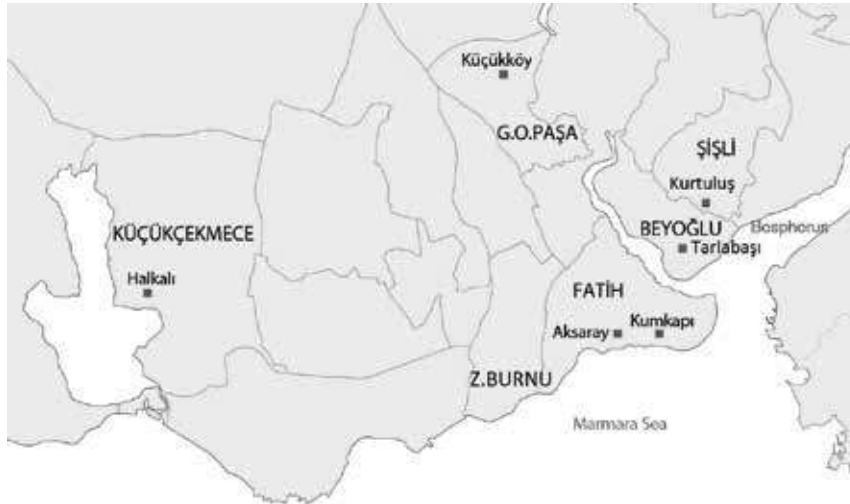 Küçükköy
G.O.PAŞA
ŞİŞLİ
Kurtuluş
BEYOĞLU
Bosphorus
Tarlabaşı
KÜÇÜKÇEKMECE
Halkalı
FATİH
Aksaray
Kumkapı
Z.BURNU
Marmara Sea